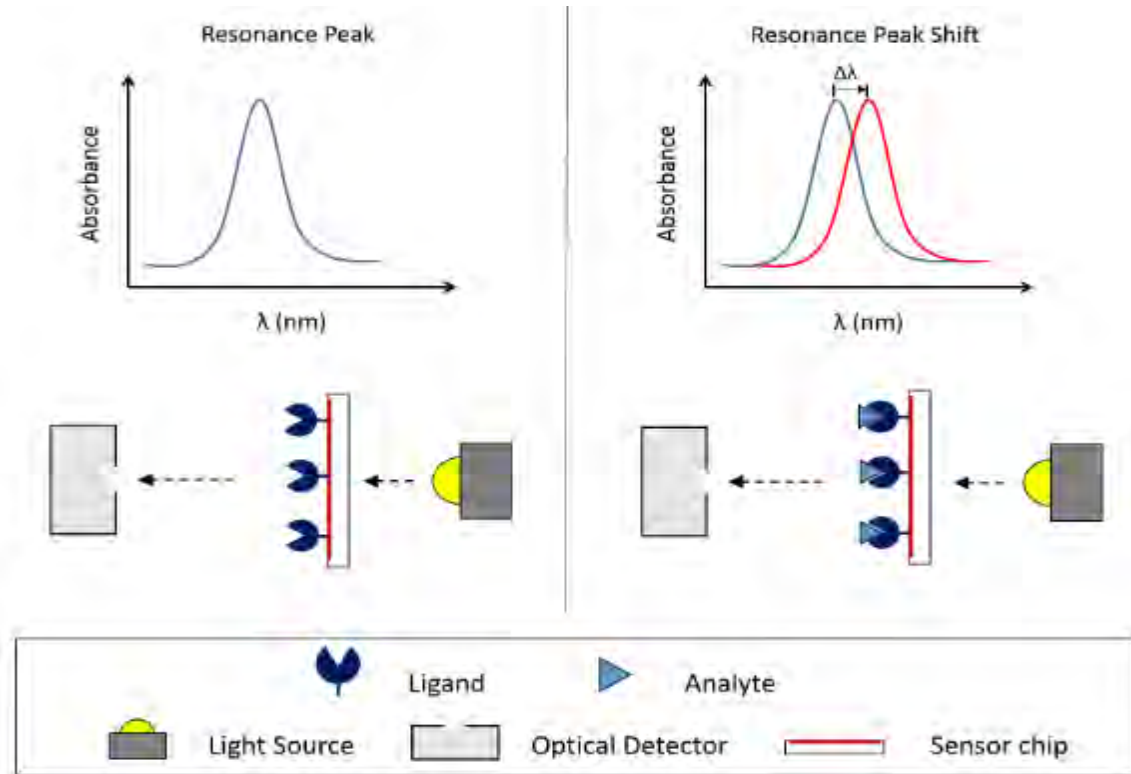 Resonance Peak
Absorbance
λ (nm)
Resonance Peak Shift
Δλ
Absorbance
λ (nm)
Ligand
Analyte
Light Source
Optical Detector
Sensor chip